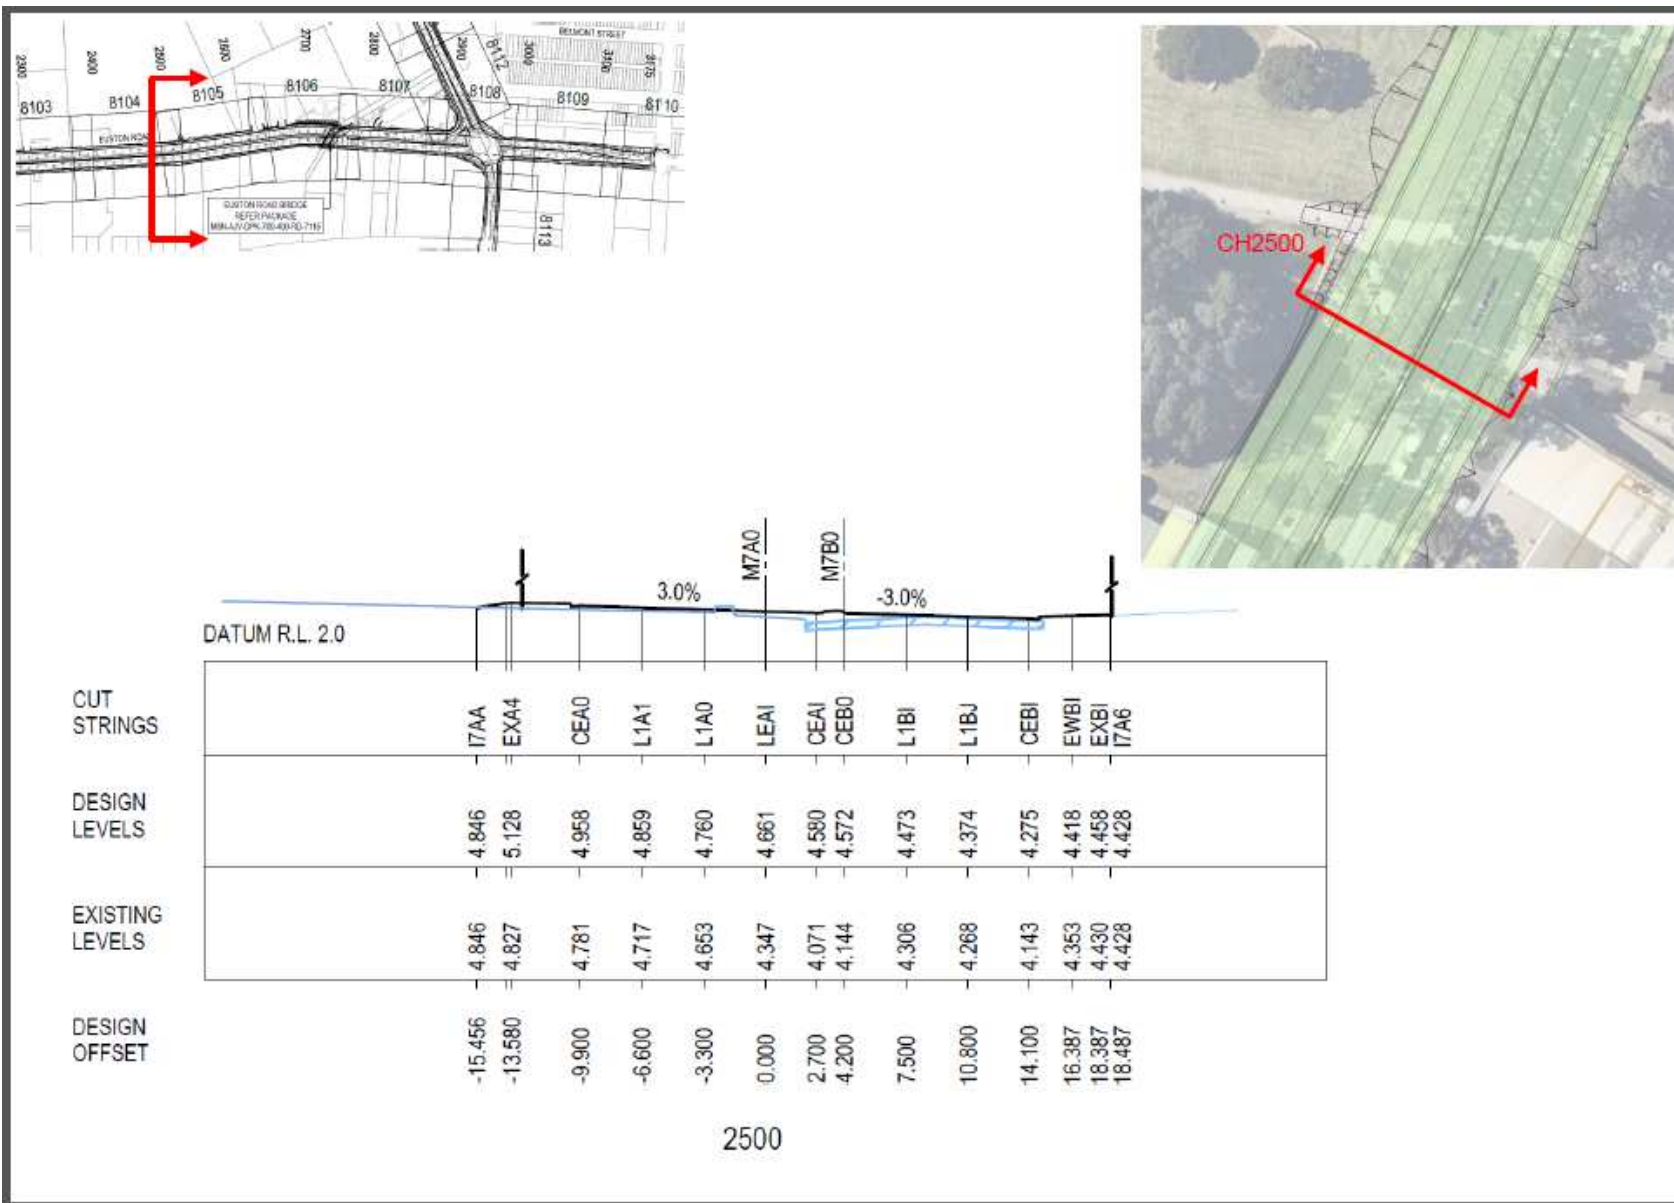 BELMONT STREET
2300
2400
2500
2600
2700
2800
2900
3000
3100
3175
8103
8104
8105
8106
8107
8108
8109
8110
8112
8113
EUSTON ROAD
EUSTON ROAD BRIDGE
REFER PACKAGE
CH2500
M7A0
M7B0
3.0%
-3.0%
DATUM R.L. 2.0
CUT
STRINGS
I7AA EXA4 CEA0 L1A1 L1A0 LEAI CEAI CEB0 L1BI L1BJ CEBI EWBI EXBI I7A6
DESIGN
LEVELS
4.846 5.128 4.958 4.859 4.760 4.661 4.580 4.572 4.473 4.374 4.275 4.418 4.458 4.428
EXISTING
LEVELS
4.846 4.827 4.781 4.717 4.653 4.347 4.071 4.144 4.306 4.268 4.143 4.353 4.430 4.428
DESIGN
OFFSET
-15.456 -13.580 -9.900 -6.600 -3.300 0.000 2.700 4.200 7.500 10.800 14.100 16.387 18.387 18.487
2500